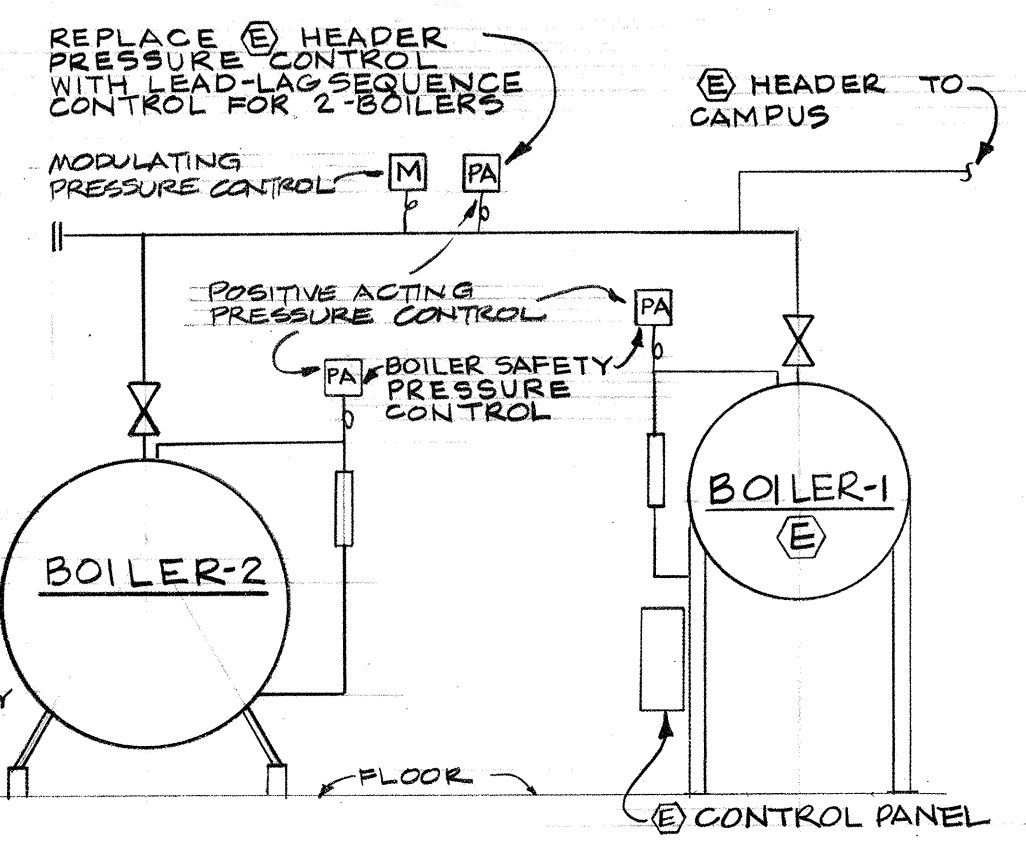 REPLACE E HEADER
PRESSURE CONTROL
WITH LEAD-LAG SEQUENCE
CONTROL FOR 2-BOILERS
E HEADER TO
CAMPUS
MODULATING
PRESSURE CONTROL
M
PA
POSITIVE ACTING
PRESSURE CONTROL
PA
PA
BOILER SAFETY
PRESSURE
CONTROL
BOILER-1
E
BOILER-2
Y
FLOOR
E CONTROL PANEL